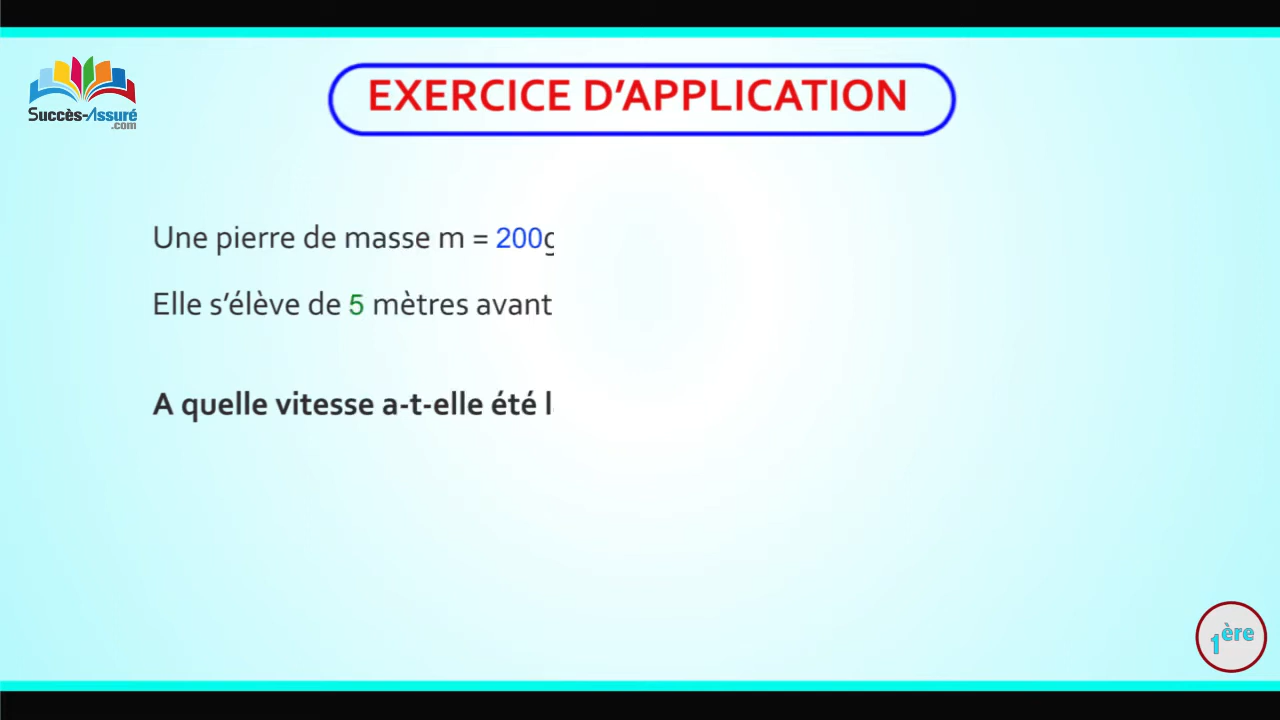 Succès-Assuré
.com
EXERCICE D’APPLICATION
Une pierre de masse m = 200g
Elle s’élève de 5 mètres avant
A quelle vitesse a-t-elle été
1ère